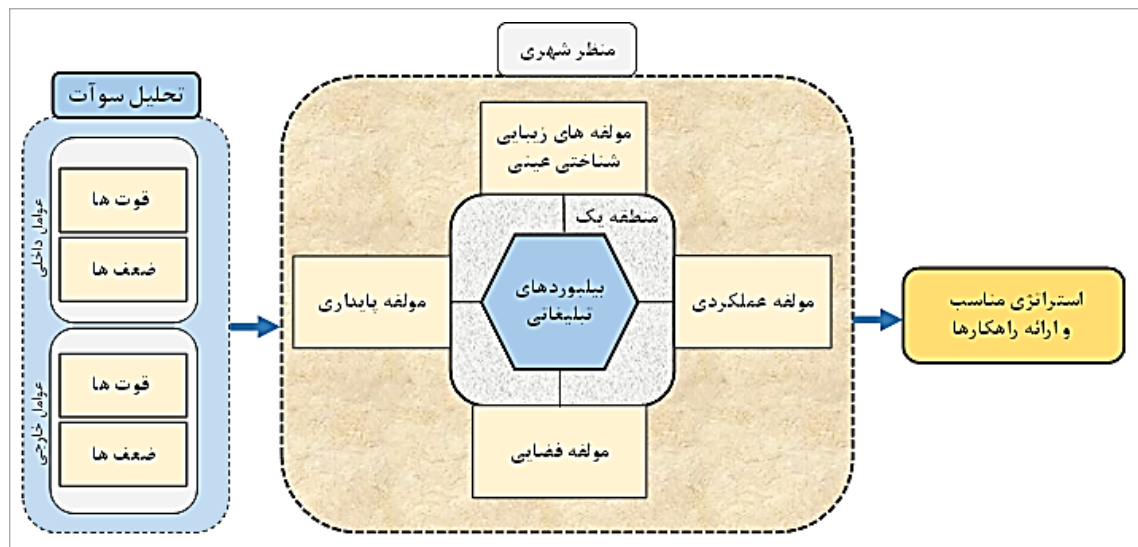 منظر شهری
تحلیل سوآت
عوامل داخلی
قوت ها
ضعف ها
عوامل خارجی
قوت ها
ضعف ها
مولفه های زیبایی
شناختی عینی
منطقه یک
مولفه پایداری
بیلبوردهای
تبلیغاتی
مولفه عملکردی
مولفه فضایی
استراتژی مناسب
و ارائه راهکارها